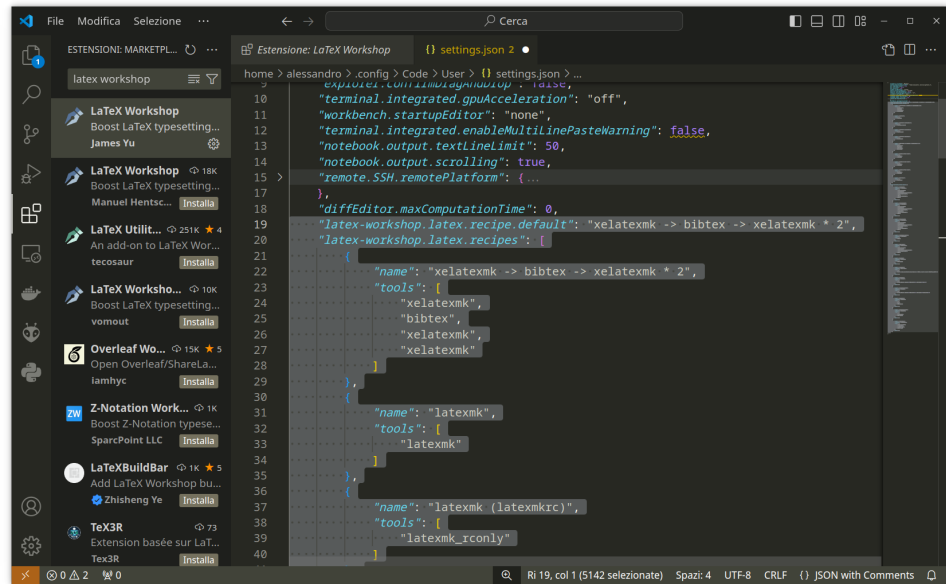 File Modifica Selezione ··· Cerca
ESTENSIONI: MARKETPL... ···
latex workshop
LaTeX Workshop
Boost LaTeX typesetting...
James Yu
LaTeX Workshop 18K
Boost LaTeX typesetting...
Manuel Hentsc... Installa
LaTeX Utilit... 251K ★ 4
An add-on to LaTeX Wor...
tecosaur Installa
LaTeX Worksho... 10K
Boost LaTeX typesetting...
vomout Installa
Overleaf Wo... 15K ★ 5
Open Overleaf/ShareLa...
iamhyc Installa
ZW
Z-Notation Work... 1K
Boost Z-Notation typese...
SparcPoint LLC Installa
LaTeXBuildBar 1K ★ 5
Add LaTeX Workshop bu...
Zhisheng Ye Installa
TeX3R 73
Extension basée sur LaT...
Tex3R Installa
1
Estensione: LaTeX Workshop {} settings.json 2 ●
home > alessandro > .config > Code > User > {} settings.json > ...
9 "explorer.confirmDragAndDrop": false,
10 "terminal.integrated.gpuAcceleration": "off",
11 "workbench.startupEditor": "none",
12 "terminal.integrated.enableMultiLinePasteWarning": false,
13 "notebook.output.textLineLimit": 50,
14 "notebook.output.scrolling": true,
15 > "remote.SSH.remotePlatform": { ...
17 },
18 "diffEditor.maxComputationTime": 0,
19 "latex-workshop.latex.recipe.default": "xelatexmk -> bibtex -> xelatexmk * 2",
20 "latex-workshop.latex.recipes": [
21 {
22 "name": "xelatexmk -> bibtex -> xelatexmk * 2",
23 "tools": [
24 "xelatexmk",
25 "bibtex",
26 "xelatexmk",
27 "xelatexmk"
28 ]
29 },
30 {
31 "name": "latexmk",
32 "tools": [
33 "latexmk"
34 ]
35 },
36 {
37 "name": "latexmk (latexmkrc)",
38 "tools": [
39 "latexmk_rconly"
40 ]
0 2 0 Ri 19, col 1 (5142 selezionate) Spazi: 4 UTF-8 CRLF {} JSON with Comments